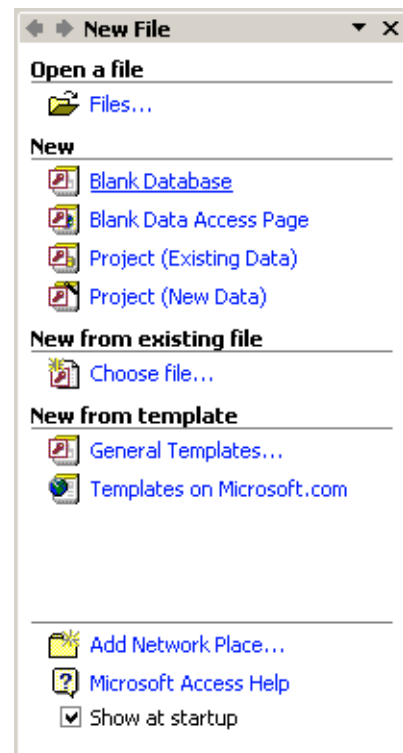 New File
Open a file
Files...
New
Blank Database
Blank Data Access Page
Project (Existing Data)
Project (New Data)
New from existing file
Choose file...
New from template
General Templates...
Templates on Microsoft.com
Add Network Place...
Microsoft Access Help
Show at startup